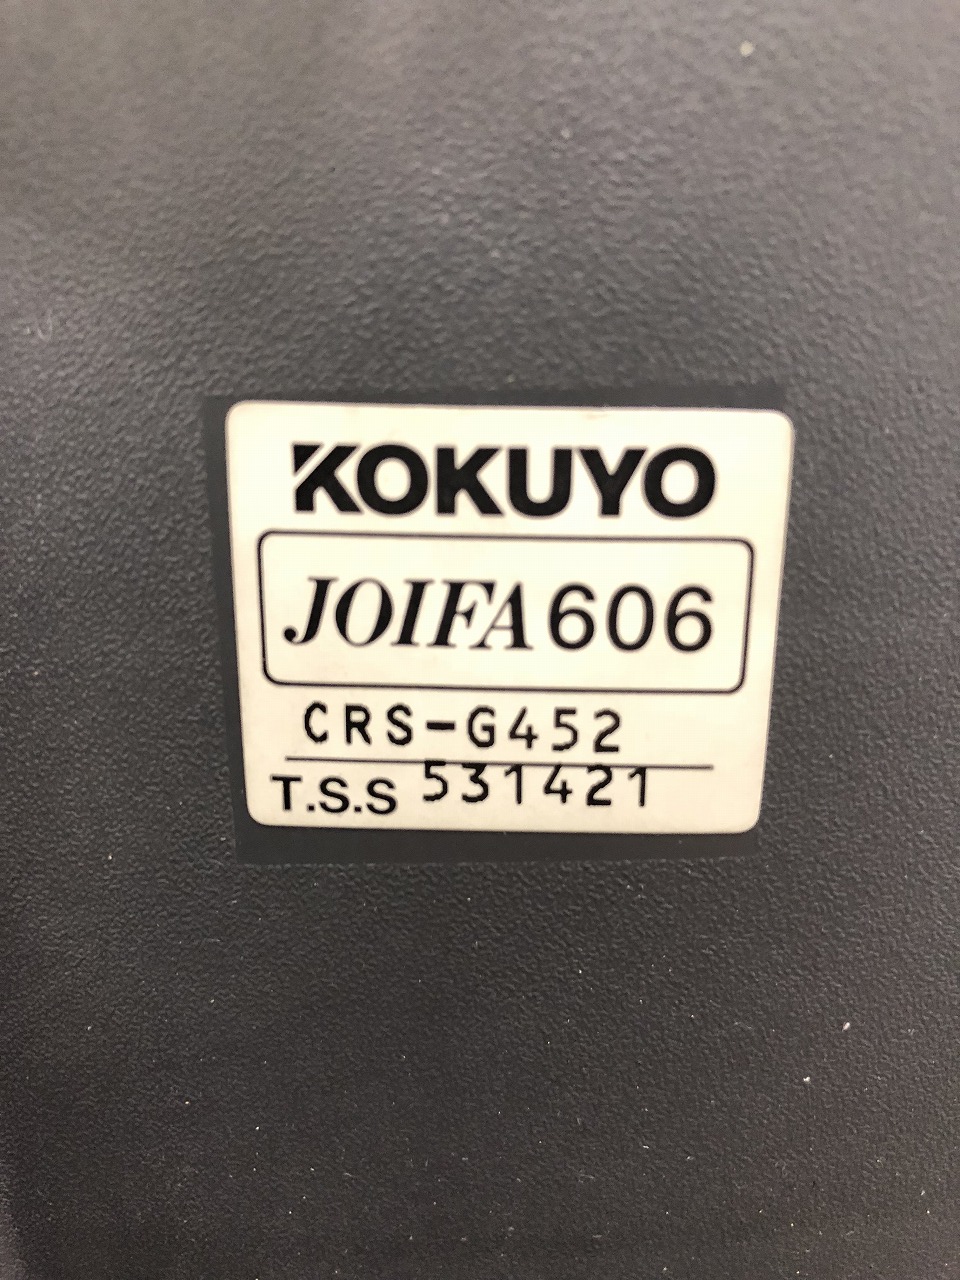 KOKUYO
JOIFA606
CRS-G452
T.S.S 531421